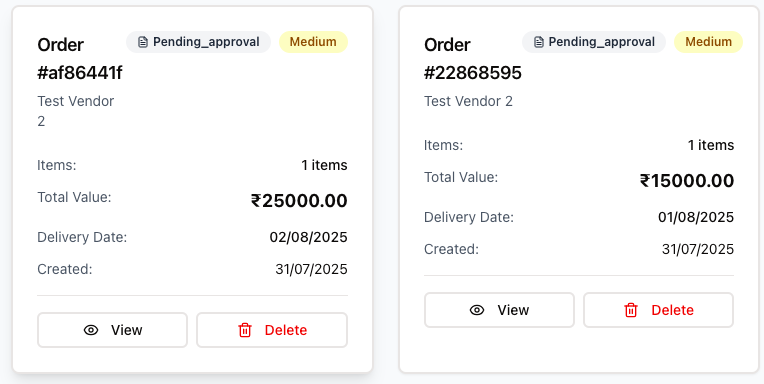 Order
#af86441f
Pending_approval
Medium
Test Vendor
2
Items:
1 items
Total Value:
₹25000.00
Delivery Date:
02/08/2025
Created:
31/07/2025
View
Delete
Order
#22868595
Pending_approval
Medium
Test Vendor 2
Items:
1 items
Total Value:
₹15000.00
Delivery Date:
01/08/2025
Created:
31/07/2025
View
Delete